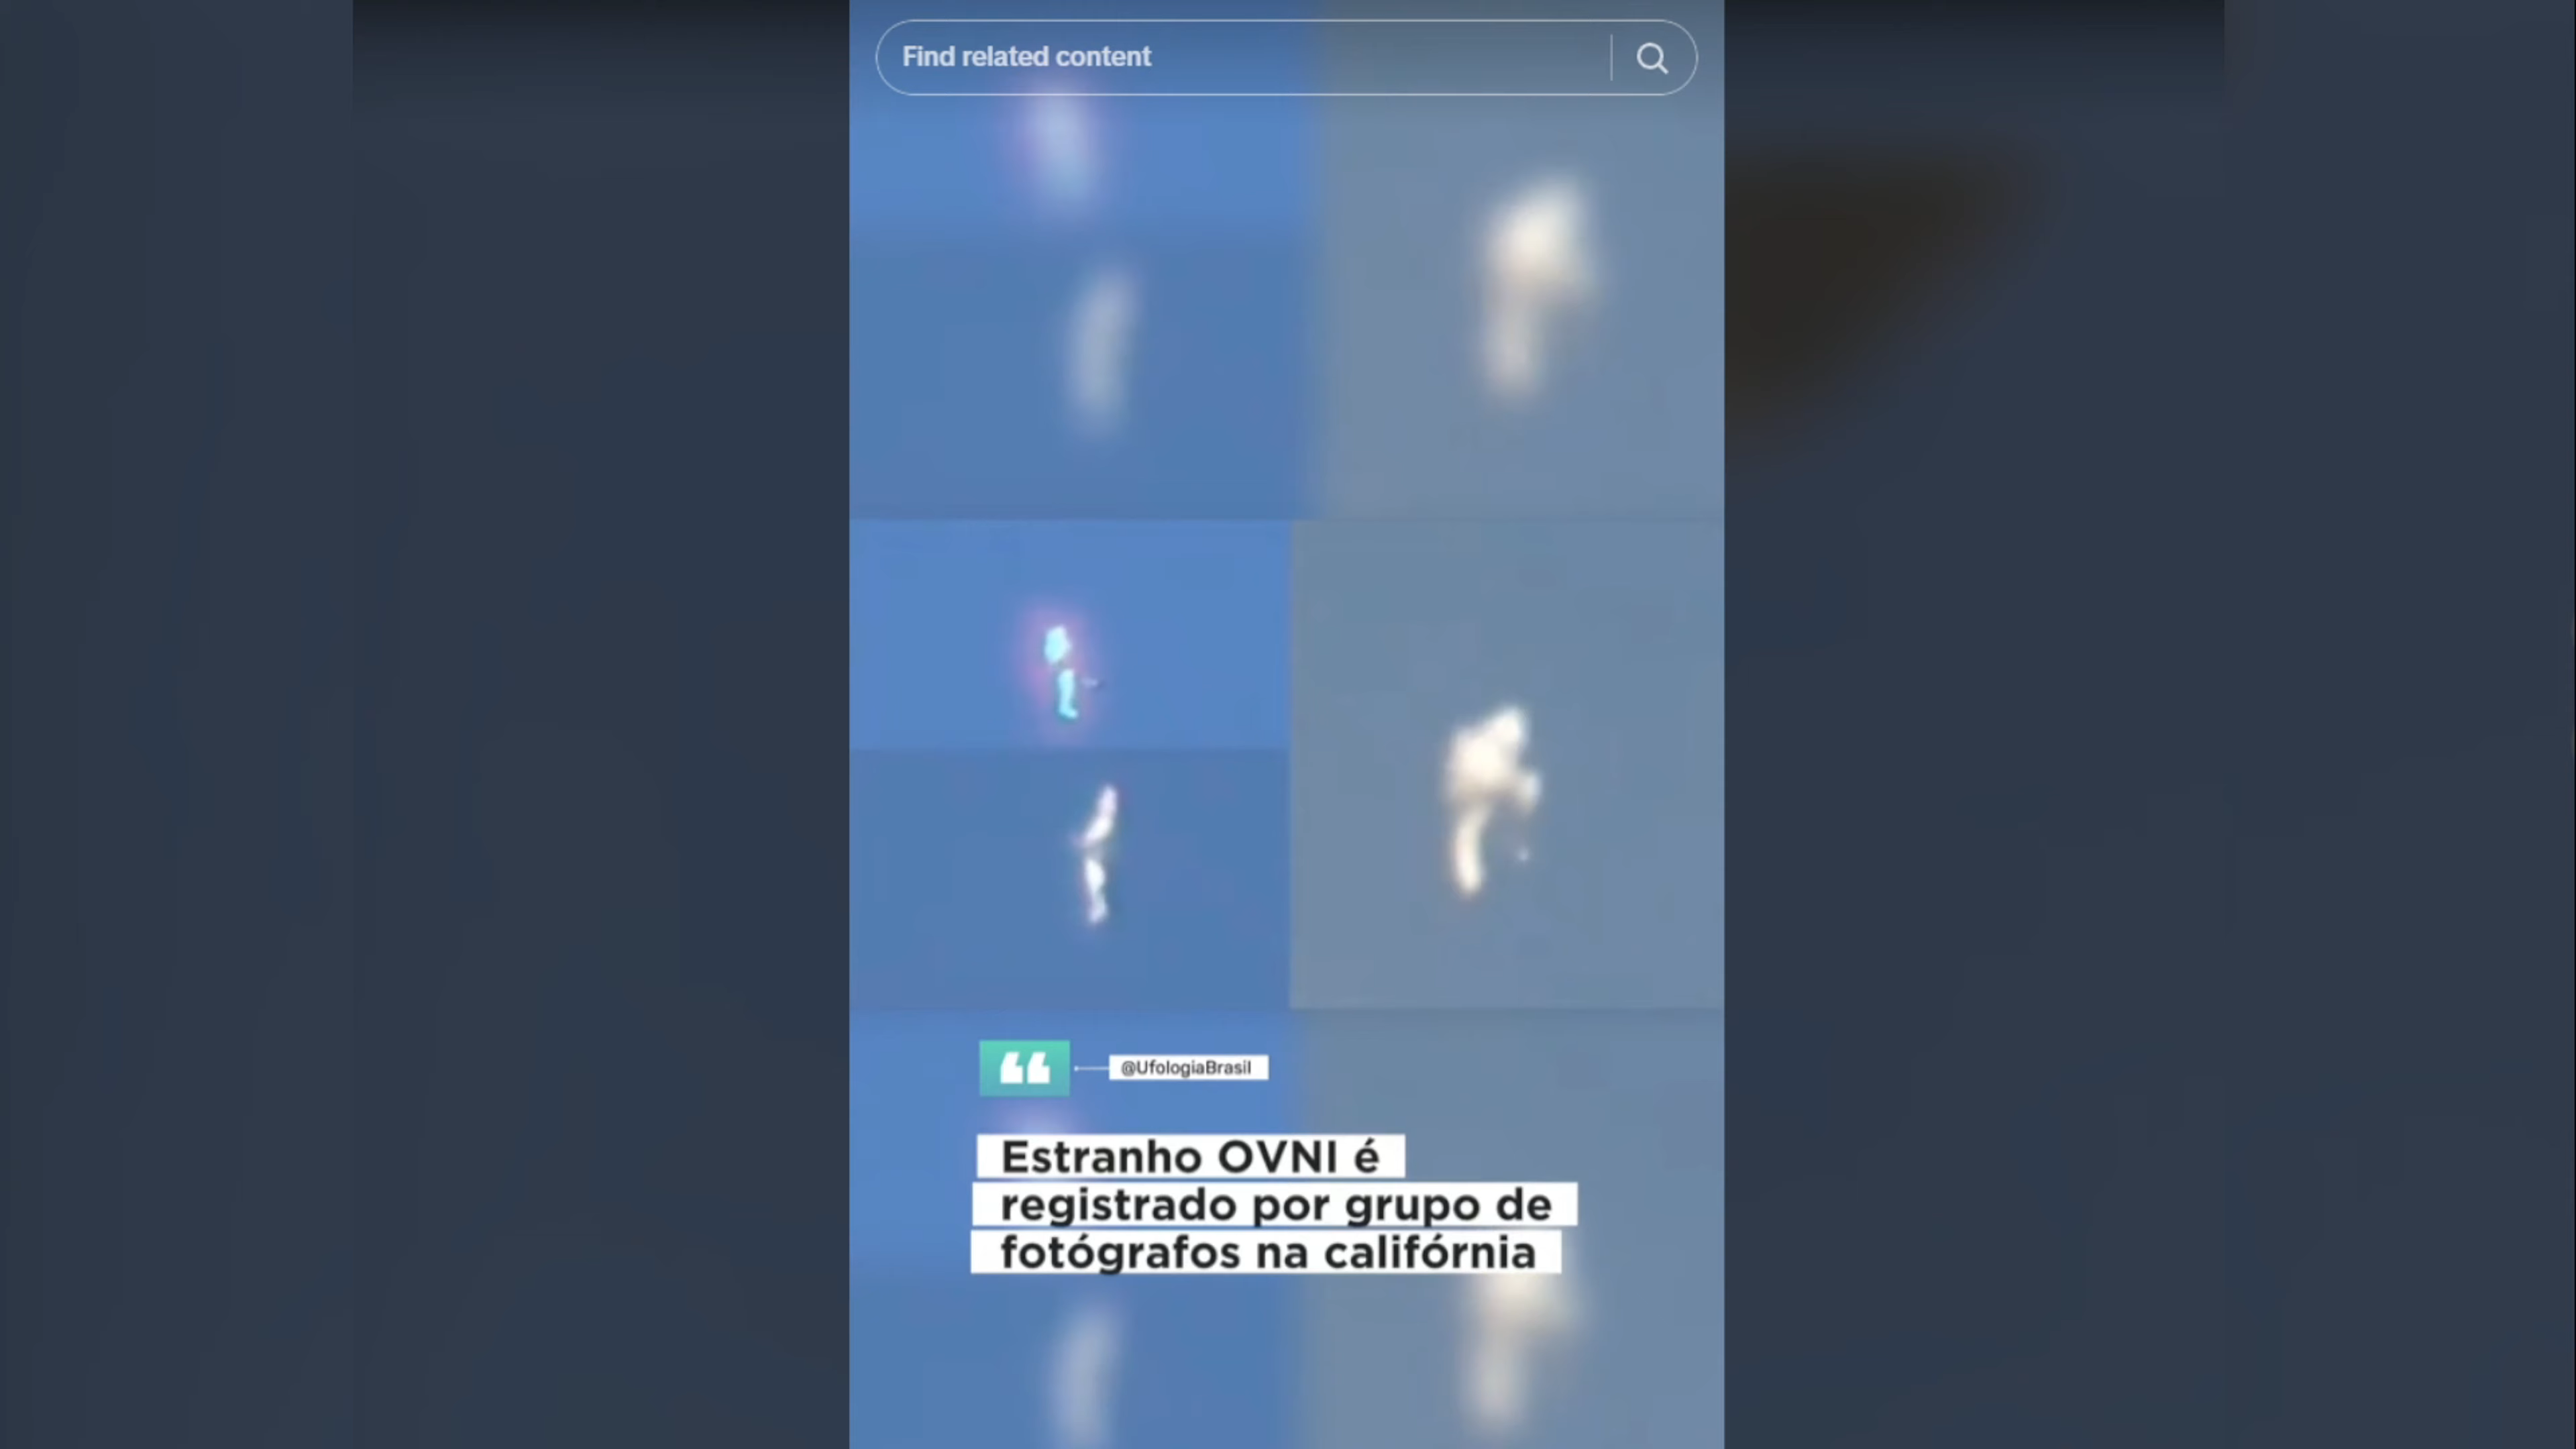 Find related content
@UfologiaBrasil
Estranho OVNI é
registrado por grupo de
fotógrafos na califórnia